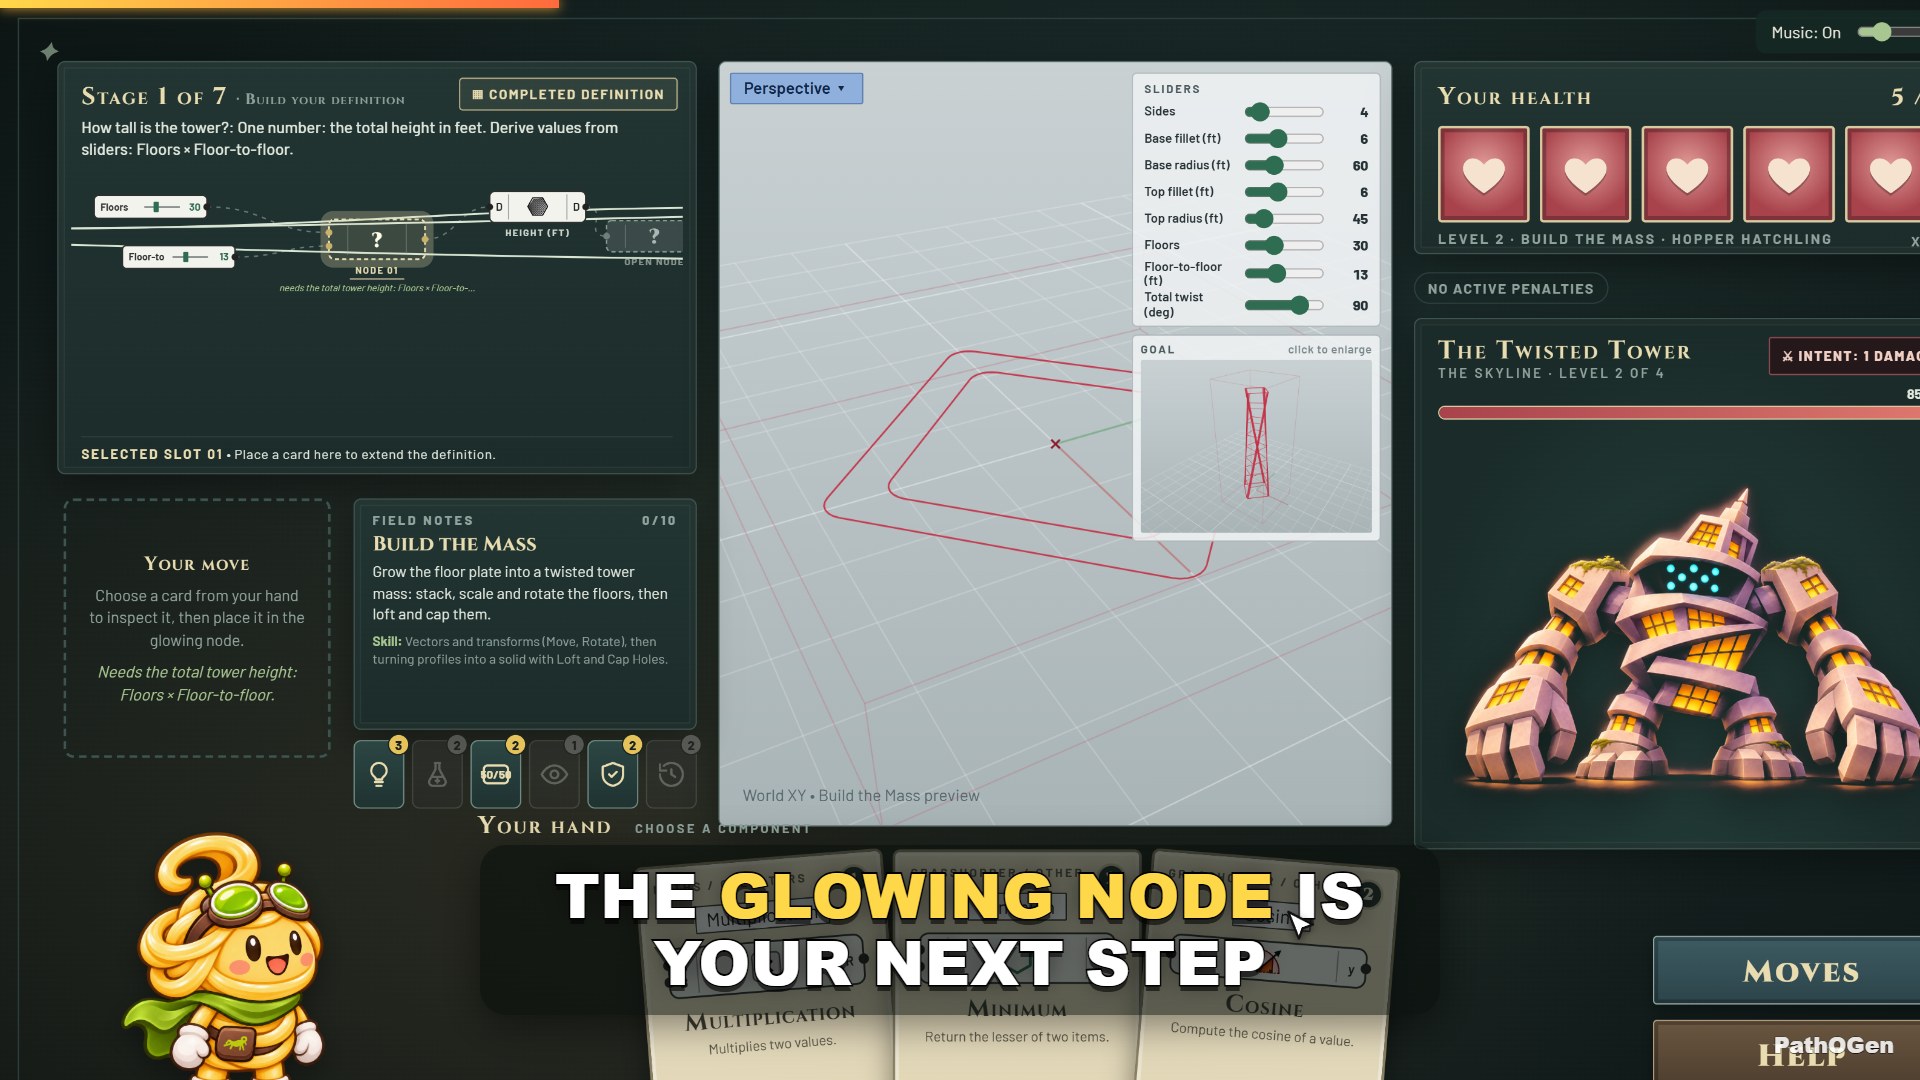 Music: On
STAGE 1 OF 7 · BUILD YOUR DEFINITION
COMPLETED DEFINITION
How tall is the tower?: One number: the total height in feet. Derive values from
sliders: Floors × Floor-to-floor.
Floors 30
Floor-to 13
?
NODE 01
needs the total tower height: Floors × Floor-to-...
D D
HEIGHT (FT)
?
OPEN NODE
SELECTED SLOT 01 • Place a card here to extend the definition.
YOUR MOVE
Choose a card from your hand
to inspect it, then place it in the
glowing node.
Needs the total tower height:
Floors × Floor-to-floor.
FIELD NOTES 0/10
BUILD THE MASS
Grow the floor plate into a twisted tower
mass: stack, scale and rotate the floors, then
loft and cap them.
Skill: Vectors and transforms (Move, Rotate), then
turning profiles into a solid with Loft and Cap Holes.
3 2 2 1 2 2
50/50
Perspective
SLIDERS
Sides 4
Base fillet (ft) 6
Base radius (ft) 60
Top fillet (ft) 6
Top radius (ft) 45
Floors 30
Floor-to-floor
(ft) 13
Total twist
(deg) 90
GOAL click to enlarge
World XY • Build the Mass preview
YOUR HEALTH 5 /
LEVEL 2 · BUILD THE MASS · HOPPER HATCHLING X
NO ACTIVE PENALTIES
THE TWISTED TOWER
THE SKYLINE · LEVEL 2 OF 4
INTENT: 1 DAMAG
85
YOUR HAND CHOOSE A COMPONENT
THE GLOWING NODE IS
YOUR NEXT STEP
2
y
MULTIPLICATION
Multiplies two values.
MINIMUM
Return the lesser of two items.
COSINE
Compute the cosine of a value.
MOVES
HELP
PathOGen